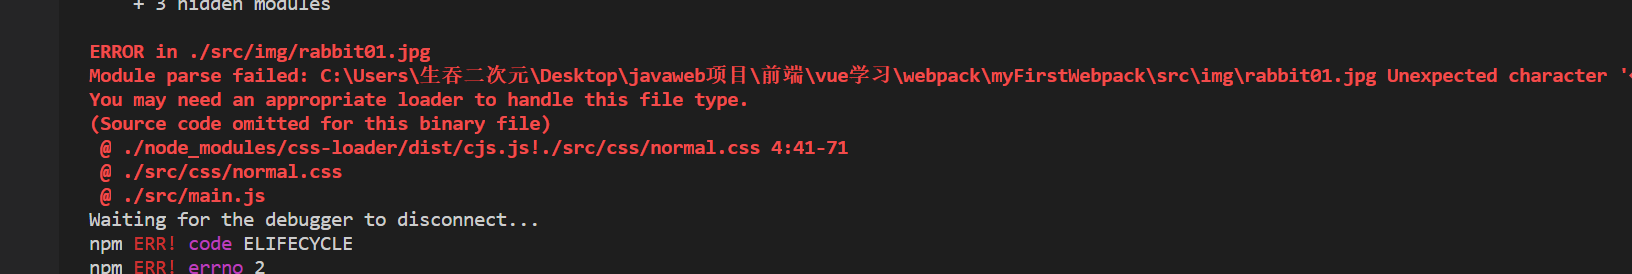 + 3 hidden modules
ERROR in ./src/img/rabbit01.jpg
Module parse failed: C:\Users\生吞二次元\Desktop\javaweb项目\前端\vue学习\webpack\myFirstWebpack\src\img\rabbit01.jpg Unexpected character '
You may need an appropriate loader to handle this file type.
(Source code omitted for this binary file)
@ ./node_modules/css-loader/dist/cjs.js!./src/css/normal.css 4:41-71
@ ./src/css/normal.css
@ ./src/main.js
Waiting for the debugger to disconnect...
npm ERR! code ELIFECYCLE
npm ERR! errno 2